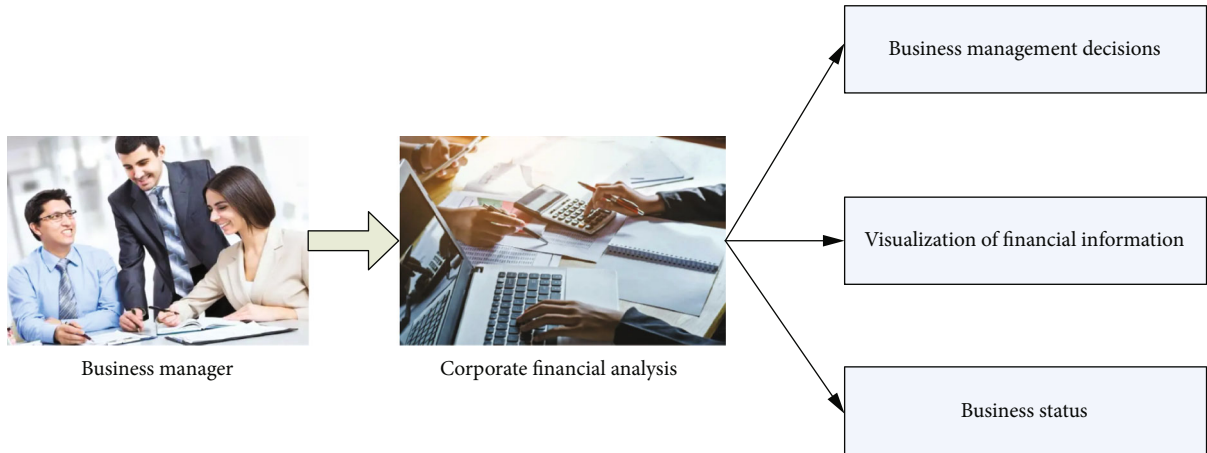 Business management decisions
Visualization of financial information
Business manager
Corporate financial analysis
Business status